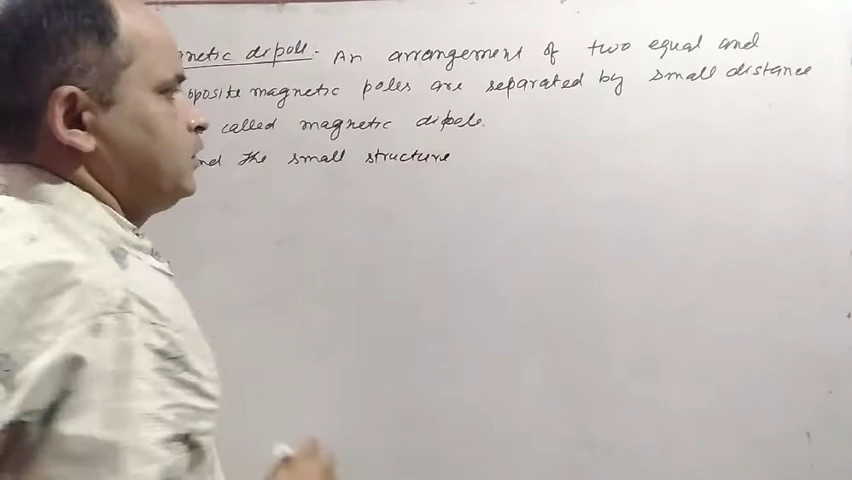 netic dipole:- An arrangement of two equal and
pposite magnetic poles are separated by small distance
called magnetic dipole.
nd the small structure